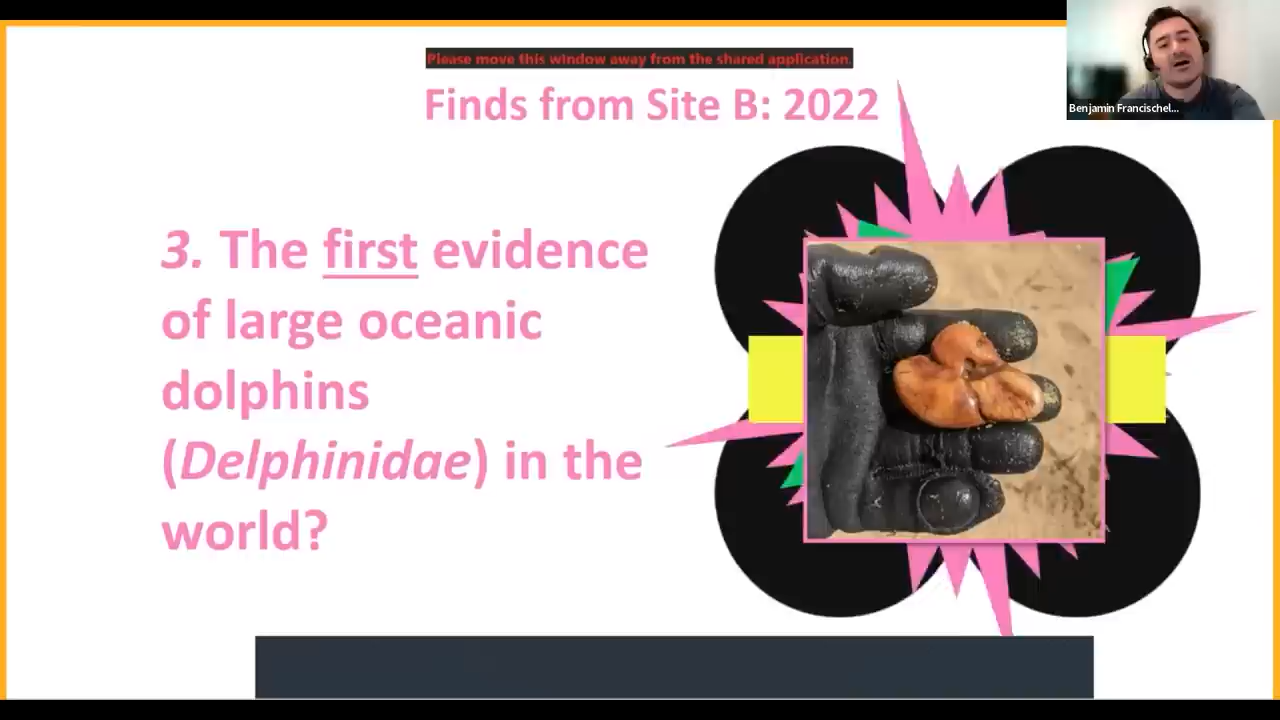 Please move this window away from the shared application.
Finds from Site B: 2022
Benjamin Francischel...
3. The first evidence
of large oceanic
dolphins
(Delphinidae) in the
world?